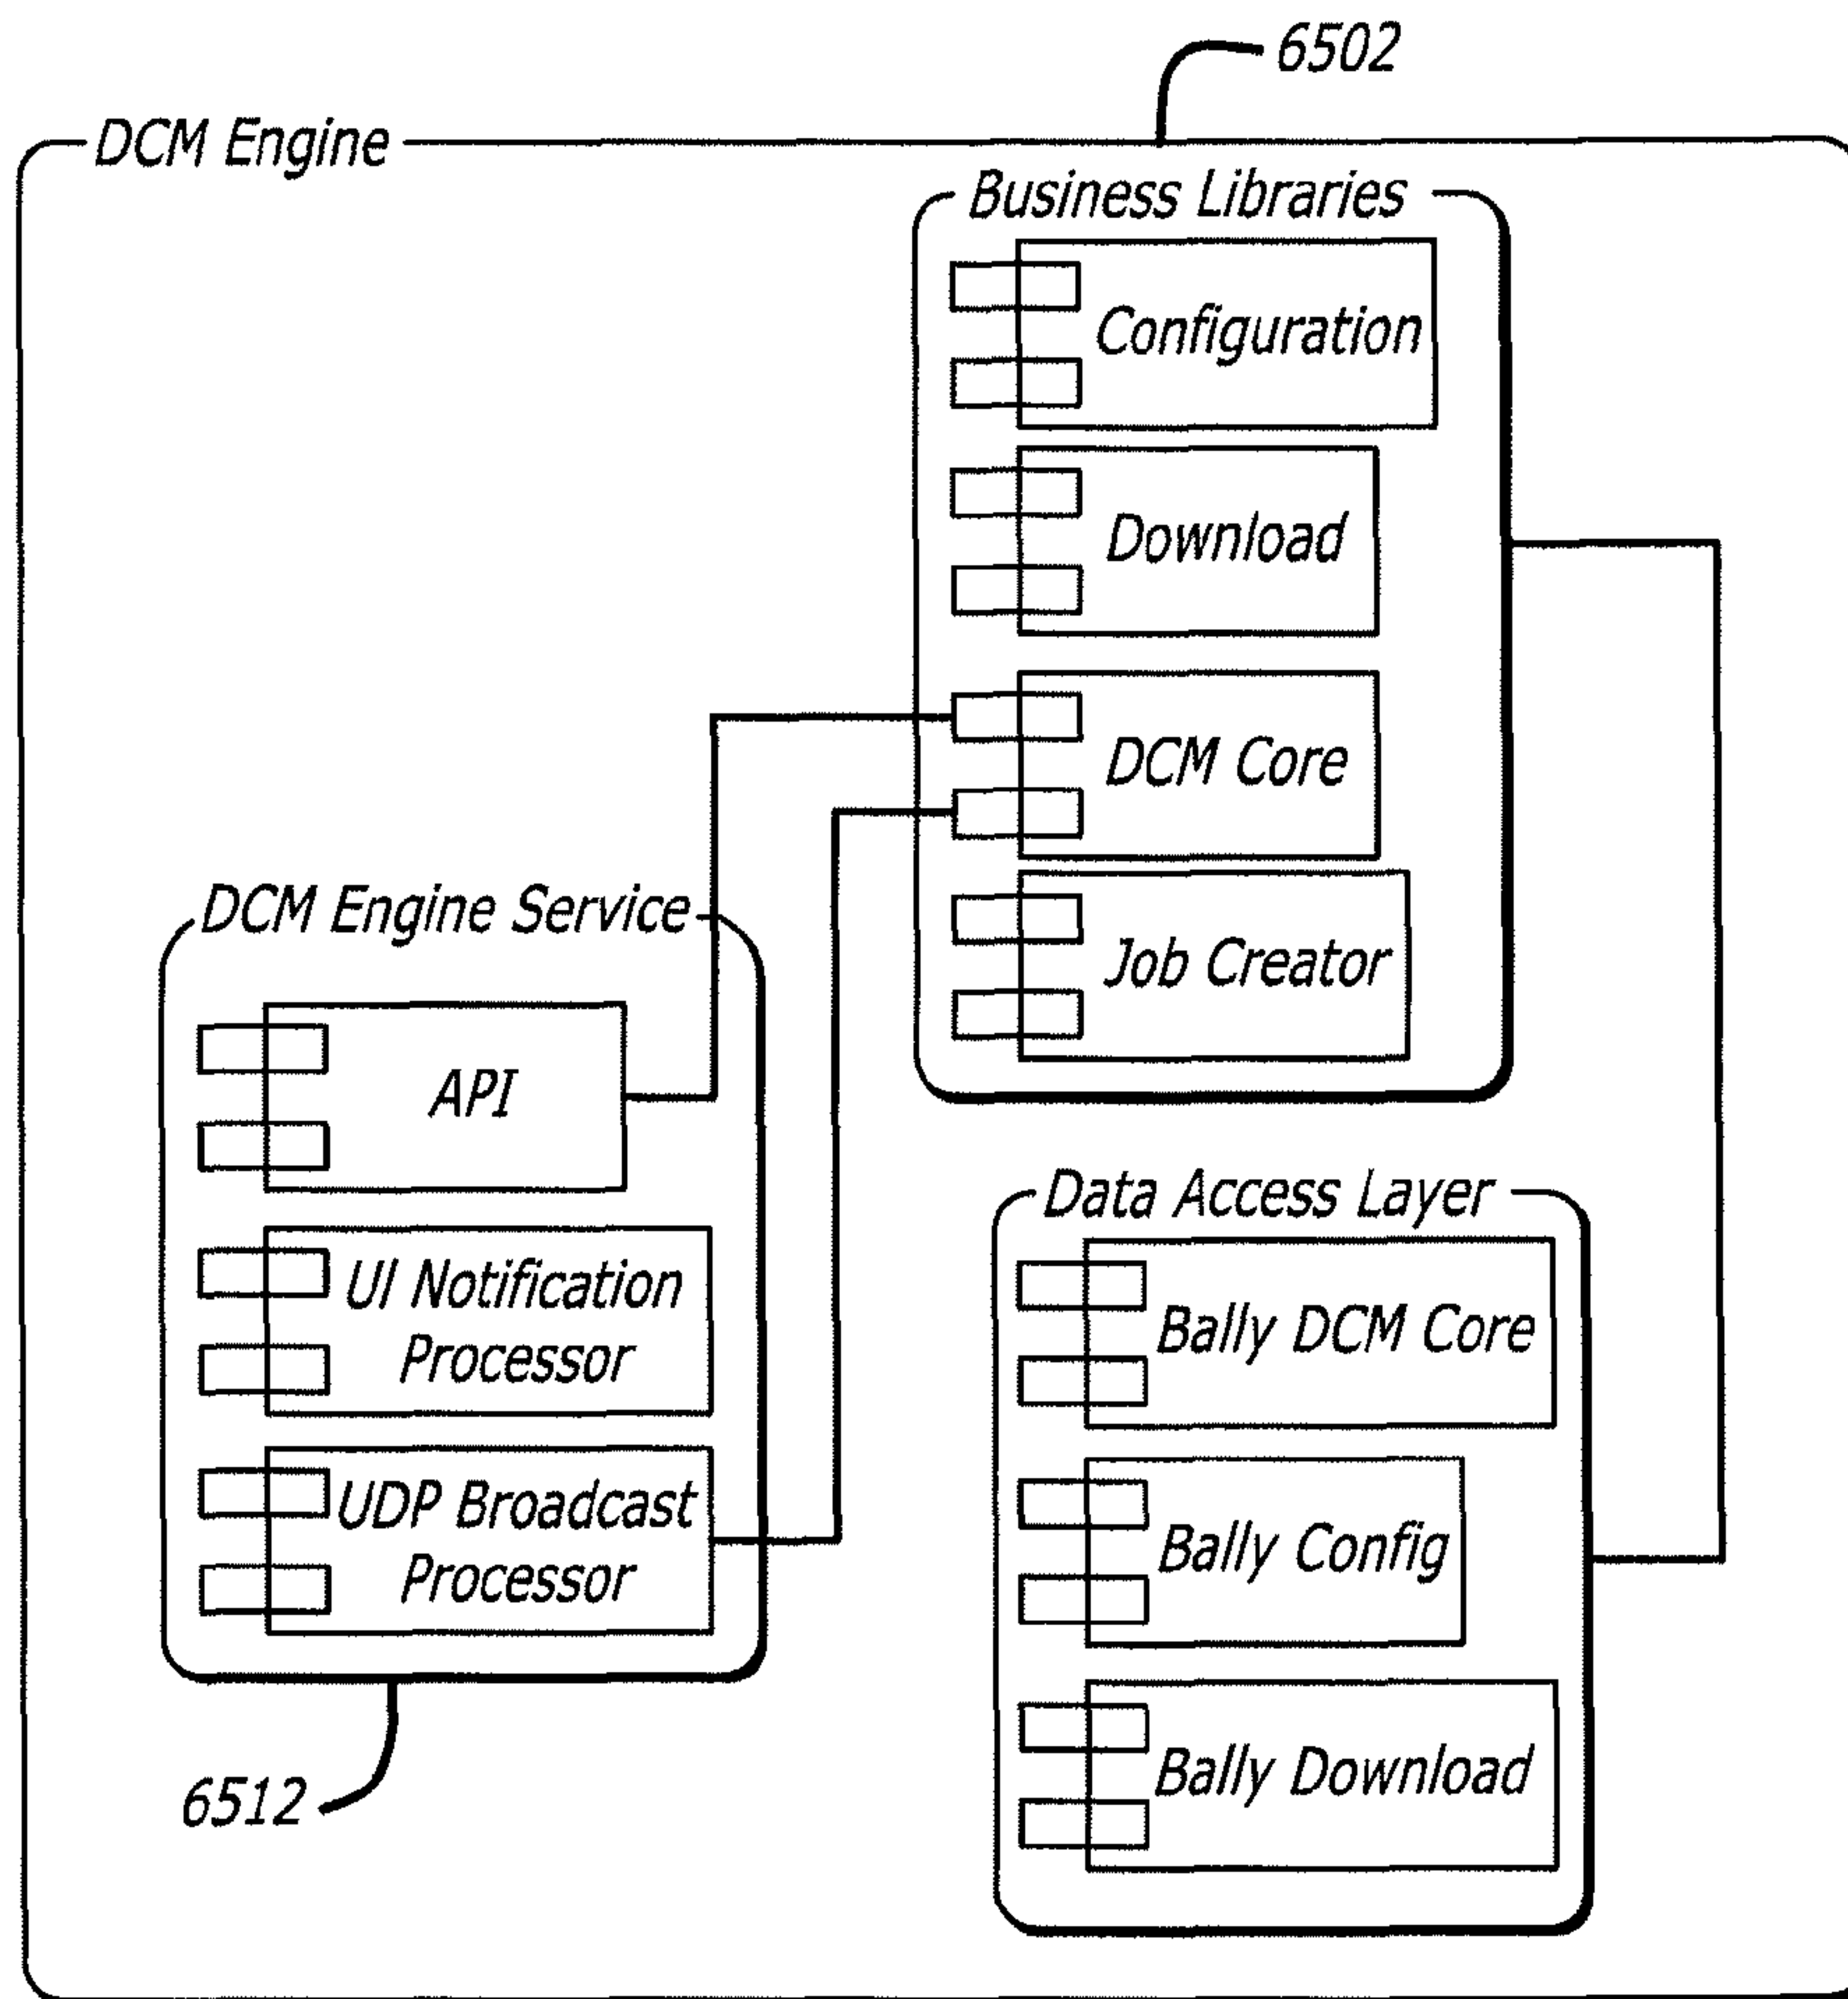 6502
DCM Engine
Business Libraries
Configuration
Download
DCM Core
Job Creator
DCM Engine Service
API
UI Notification
Processor
UDP Broadcast
Processor
6512
Data Access Layer
Bally DCM Core
Bally Config
Bally Download